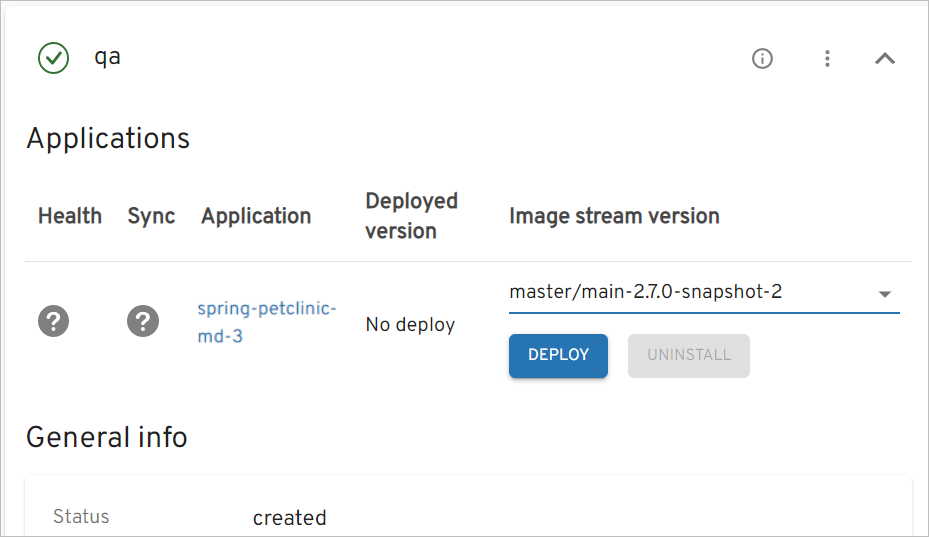 qa
Applications
Health Sync Application Deployed version Image stream version
spring-petclinic-
md-3
No deploy
master/main-2.7.0-snapshot-2
DEPLOY UNINSTALL
General info
Status created